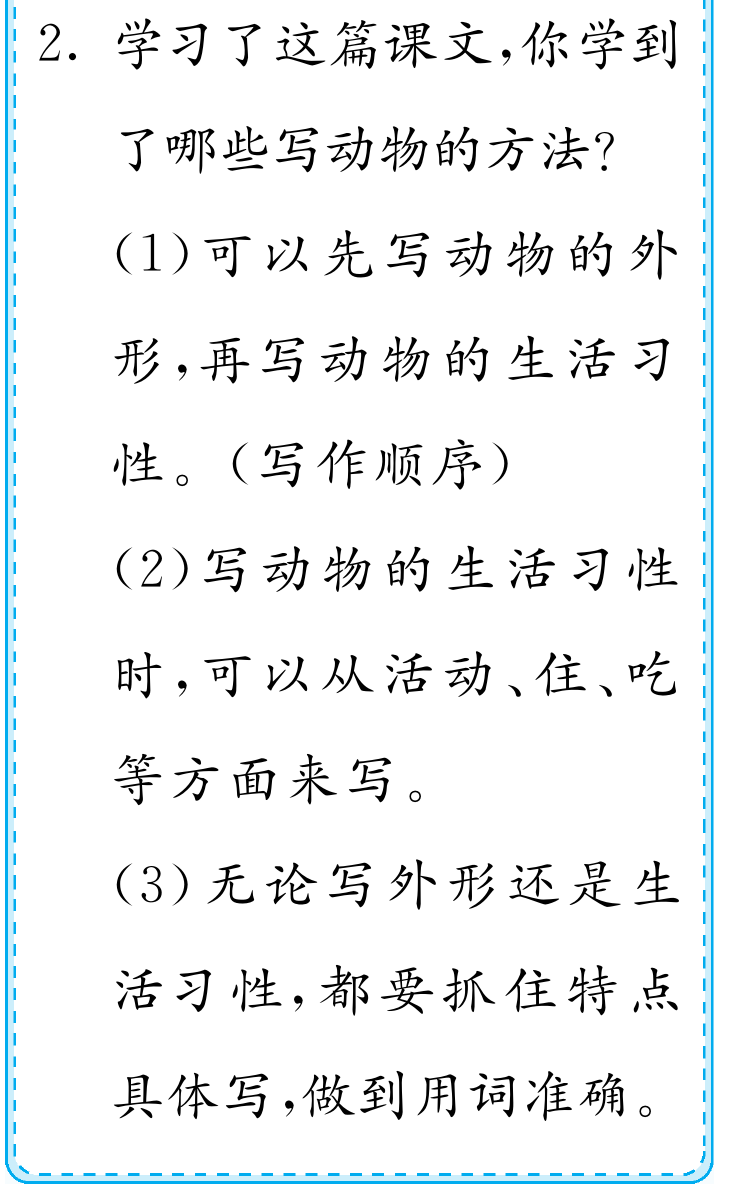 2. 学习了这篇课文,你学到
了哪些写动物的方法?
(1)可以先写动物的外
形,再写动物的生活习
性。(写作顺序)
(2)写动物的生活习性
时,可以从活动、住、吃
等方面来写。
(3)无论写外形还是生
活习性,都要抓住特点
具体写,做到用词准确。